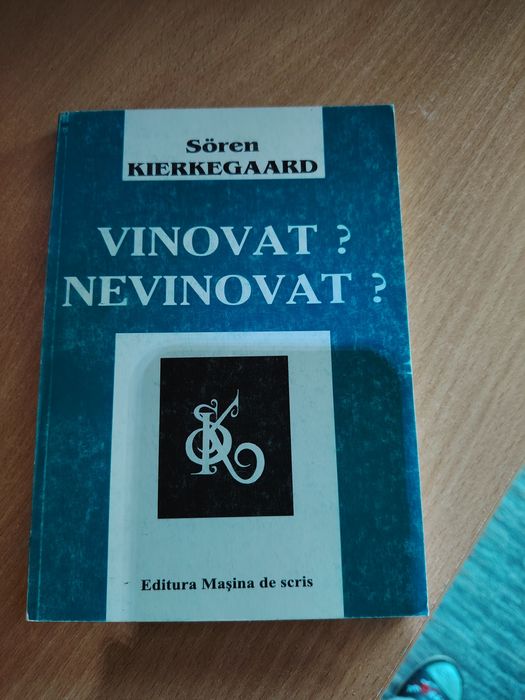 Sören
KIERKEGAARD
VINOVAT ?
NEVINOVAT ?
Editura Mașina de scris